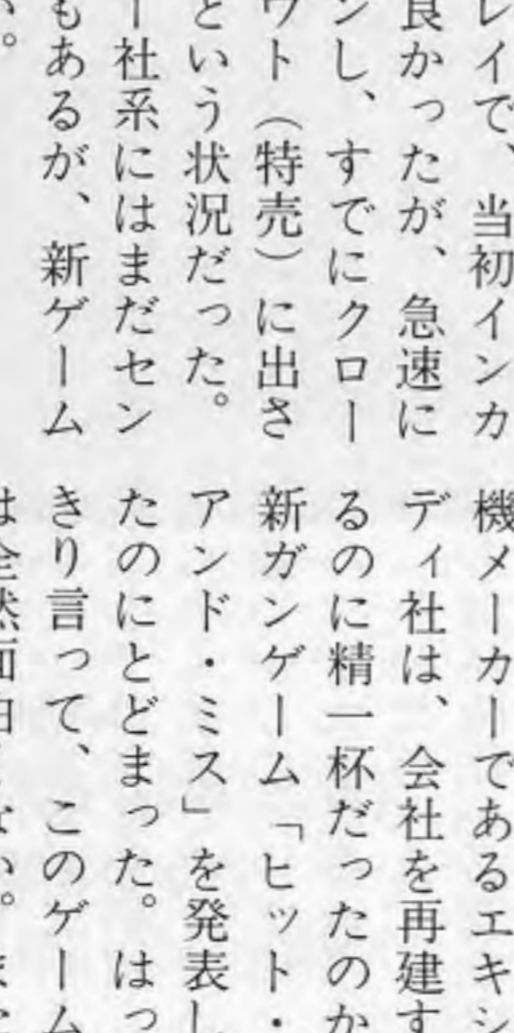 レイで、当初インカ
良かったが、急速に
ンし、すでにクロー
ウト（特売）に出さ
という状況だった。
ー社系にはまだセン
もあるが、新ゲーム
い。
機メーカーであるエキシ
ディ社は、会社を再建す
るのに精一杯だったのか
新ガンゲーム「ヒット・
アンド・ミス」を発表し
たのにとどまった。はっ
きり言って、このゲーム
は全然面白くない。また